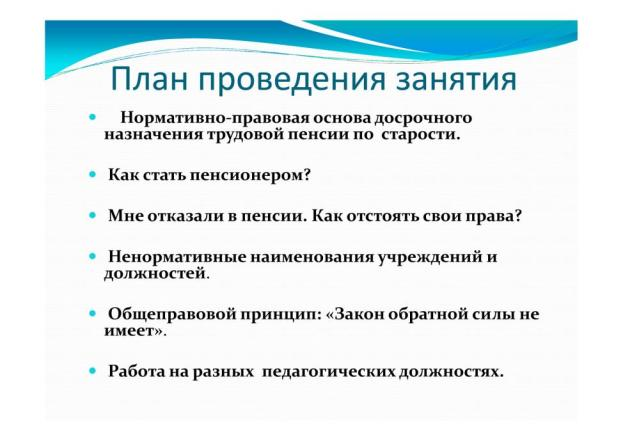 План проведения занятия
• Нормативно-правовая основа досрочного
назначения трудовой пенсии по старости.
• Как стать пенсионером?
• Мне отказали в пенсии. Как отстоять свои права?
• Ненормативные наименования учреждений и
должностей.
• Общеправовой принцип: «Закон обратной силы не
имеет».
• Работа на разных педагогических должностях.